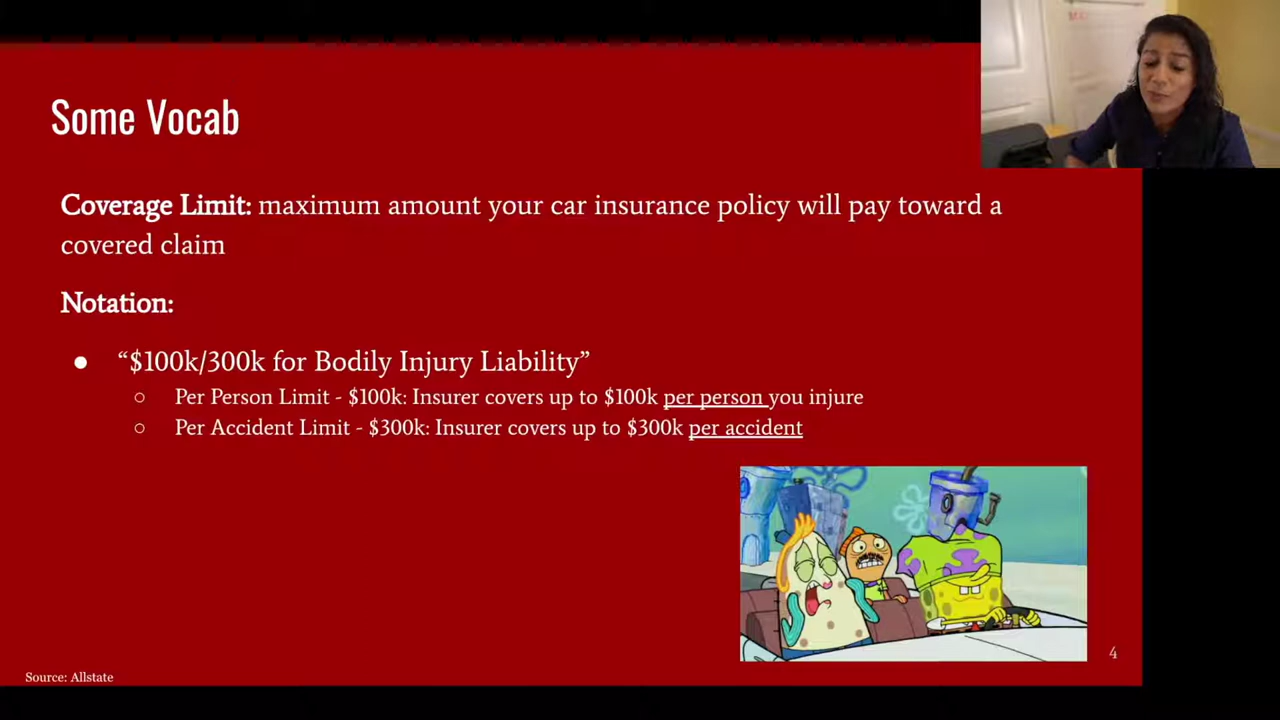 Some Vocab
Coverage Limit: maximum amount your car insurance policy will pay toward a
covered claim
Notation:
● “$100k/300k for Bodily Injury Liability”
○ Per Person Limit - $100k: Insurer covers up to $100k per person you injure
○ Per Accident Limit - $300k: Insurer covers up to $300k per accident
4
Source: Allstate